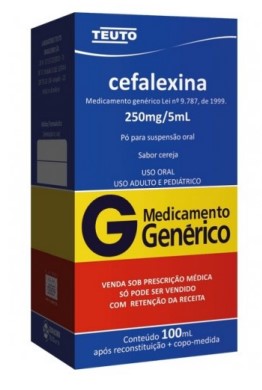 TEUTO
cefalexina
Medicamento genérico Lei nº 9.787, de 1999.
250mg/5mL
Pó para suspensão oral
Sabor cereja
USO ORAL
USO ADULTO E PEDIÁTRICO
G Medicamento
Genérico
VENDA SOB PRESCRIÇÃO MÉDICA
SÓ PODE SER VENDIDO
COM RETENÇÃO DA RECEITA
Conteúdo 100mL
após reconstituição + copo-medida